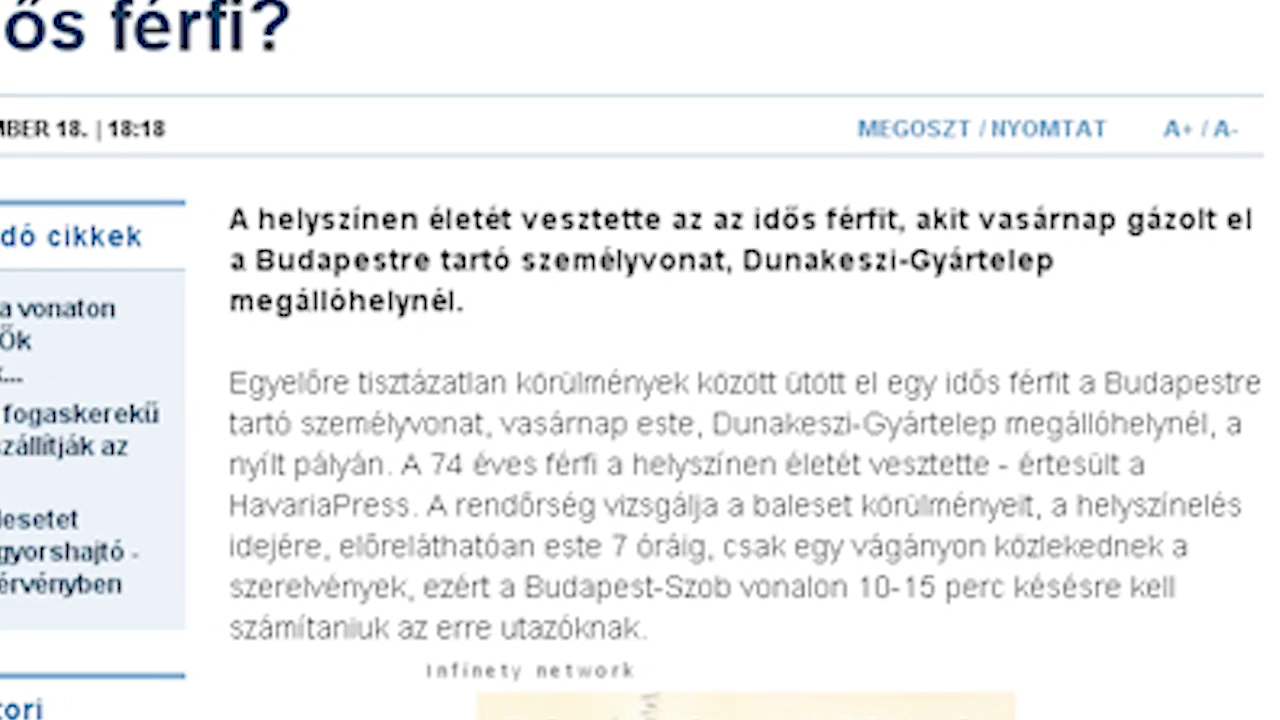 ős férfi?
MBER 18. | 18:18
MEGOSZT / NYOMTAT
A+ / A-
dó cikkek
a vonaton
Ők
...
fogaskerekű
szállítják az
lesetet
gyorshajtó -
érvényben
tori
A helyszínen életét vesztette az az idős férfit, akit vasárnap gázolt el
a Budapestre tartó személyvonat, Dunakeszi-Gyártelep
megállóhelynél.
Egyelőre tisztázatlan körülmények között ütött el egy idős férfit a Budapestre
tartó személyvonat, vasárnap este, Dunakeszi-Gyártelep megállóhelynél, a
nyílt pályán. A 74 éves férfi a helyszínen életét vesztette - értesült a
HavariaPress. A rendőrség vizsgálja a baleset körülményeit, a helyszínelés
idejére, előreláthatóan este 7 óráig, csak egy vágányon közlekednek a
szerelvények, ezért a Budapest-Szob vonalon 10-15 perc késésre kell
számítaniuk az erre utazóknak.
Infinety network